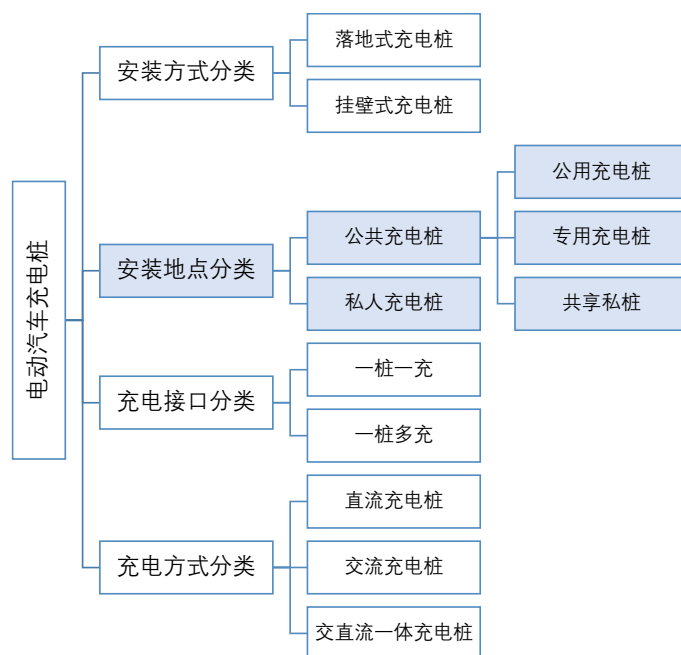 电动汽车充电桩
安装方式分类
落地式充电桩
挂壁式充电桩
安装地点分类
公共充电桩
公用充电桩
专用充电桩
共享私桩
私人充电桩
充电接口分类
一桩一充
一桩多充
充电方式分类
直流充电桩
交流充电桩
交直流一体充电桩